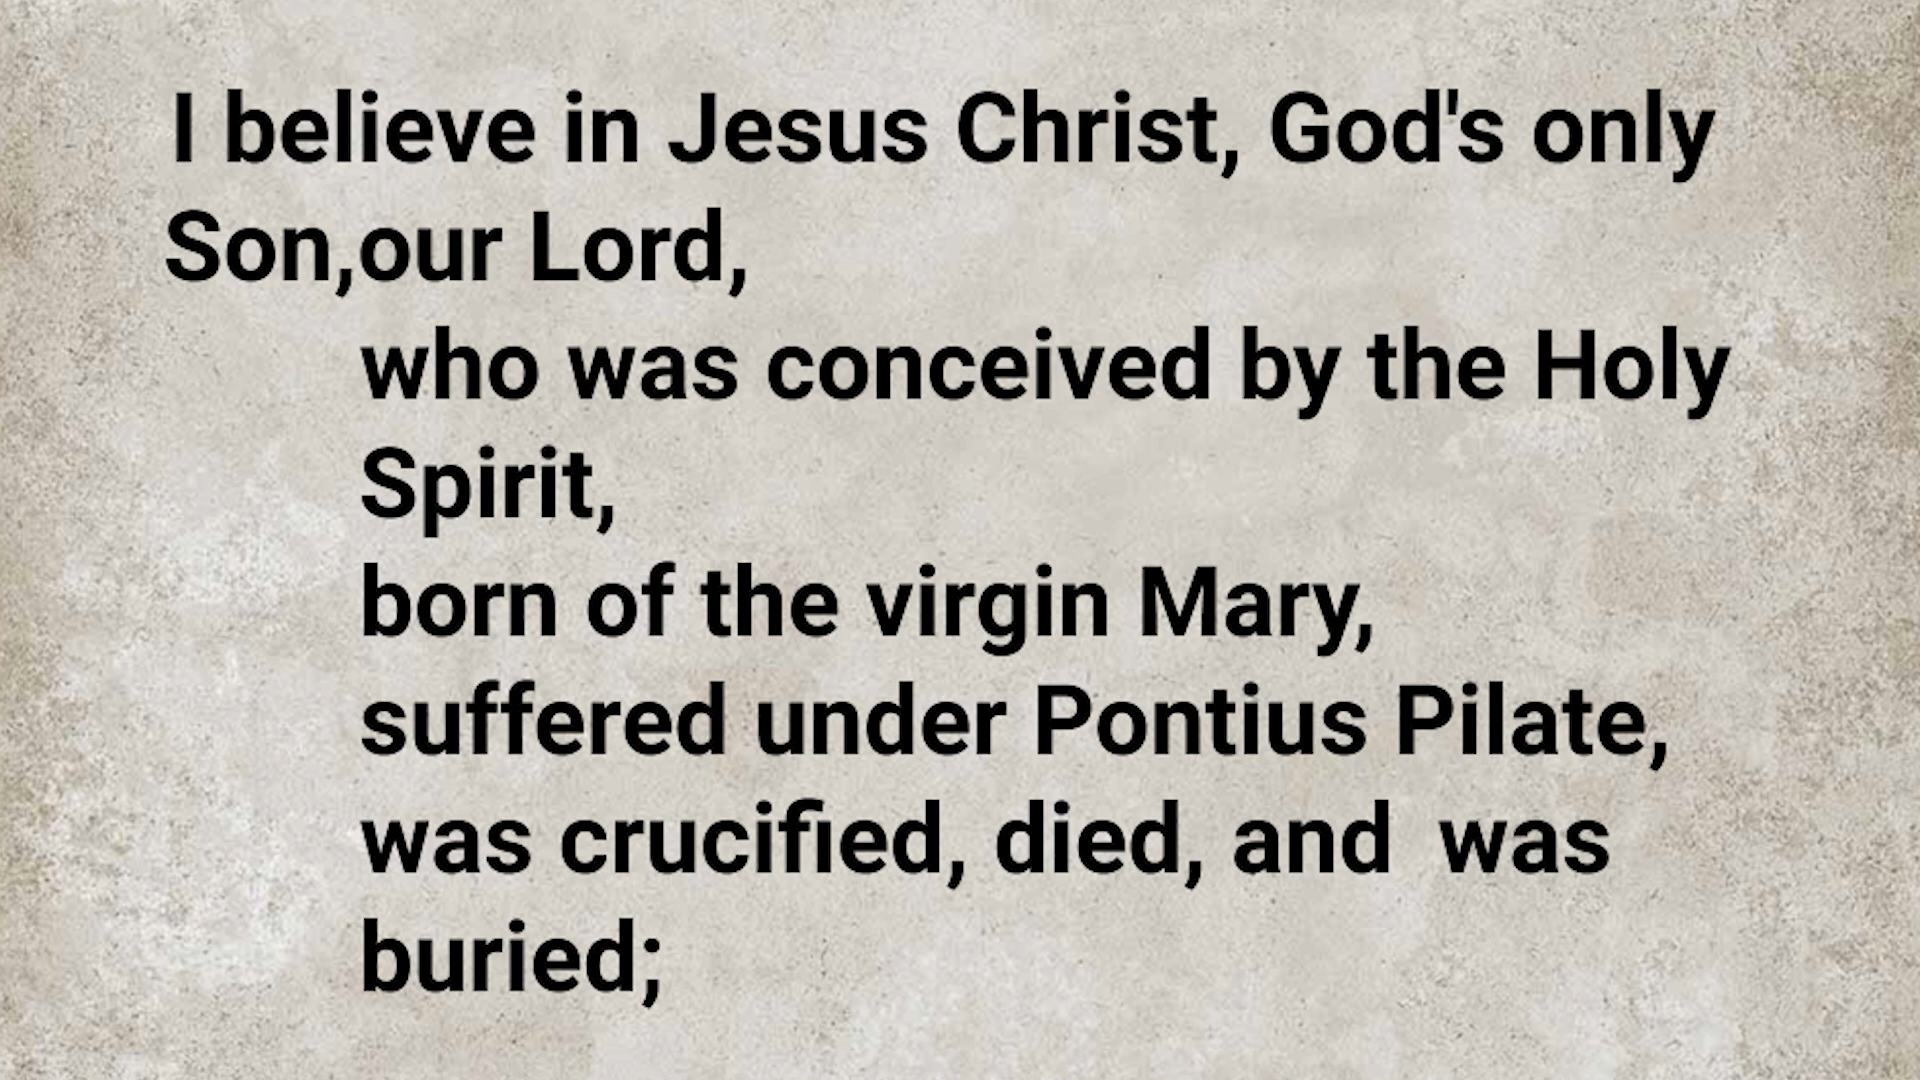 I believe in Jesus Christ, God's only
Son,our Lord,
who was conceived by the Holy
Spirit,
born of the virgin Mary,
suffered under Pontius Pilate,
was crucified, died, and  was
buried;